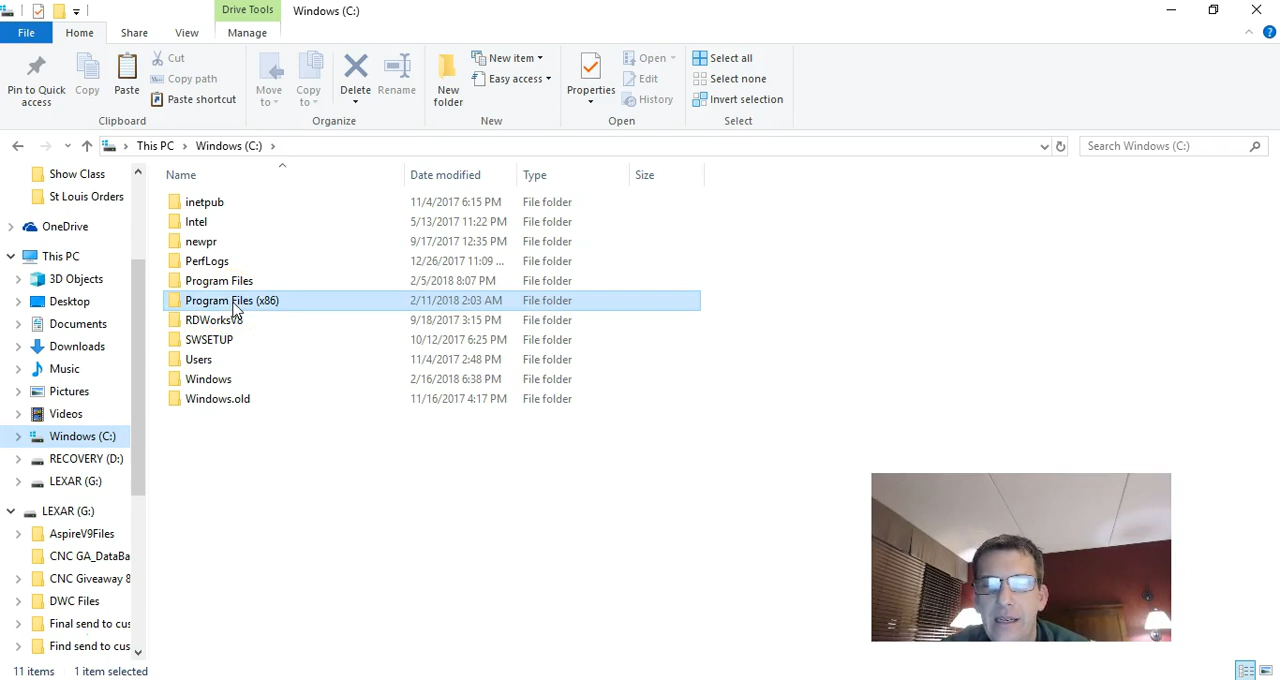 Drive Tools
Windows (C:)
File
Home
Share
View
Manage
Pin to Quick access
Copy
Paste
Cut
Copy path
Paste shortcut
Clipboard
Move to
Copy to
Delete
Rename
Organize
New folder
New item
Easy access
New
Properties
Open
Edit
History
Open
Select all
Select none
Invert selection
Select
This PC
Windows (C:)
Search Windows (C:)
Show Class
St Louis Orders
OneDrive
This PC
3D Objects
Desktop
Documents
Downloads
Music
Pictures
Videos
Windows (C:)
RECOVERY (D:)
LEXAR (G:)
LEXAR (G:)
AspireV9Files
CNC GA_DataBa
CNC Giveaway 8
DWC Files
Final send to cus
Find send to cus
Name Date modified Type Size
inetpub 11/4/2017 6:15 PM File folder
Intel 5/13/2017 11:22 PM File folder
newpr 9/17/2017 12:35 PM File folder
PerfLogs 12/26/2017 11:09 ... File folder
Program Files 2/5/2018 8:07 PM File folder
Program Files (x86) 2/11/2018 2:03 AM File folder
RDWorksV8 9/18/2017 3:15 PM File folder
SWSETUP 10/12/2017 6:25 PM File folder
Users 11/4/2017 2:48 PM File folder
Windows 2/16/2018 6:38 PM File folder
Windows.old 11/16/2017 4:17 PM File folder
11 items 1 item selected